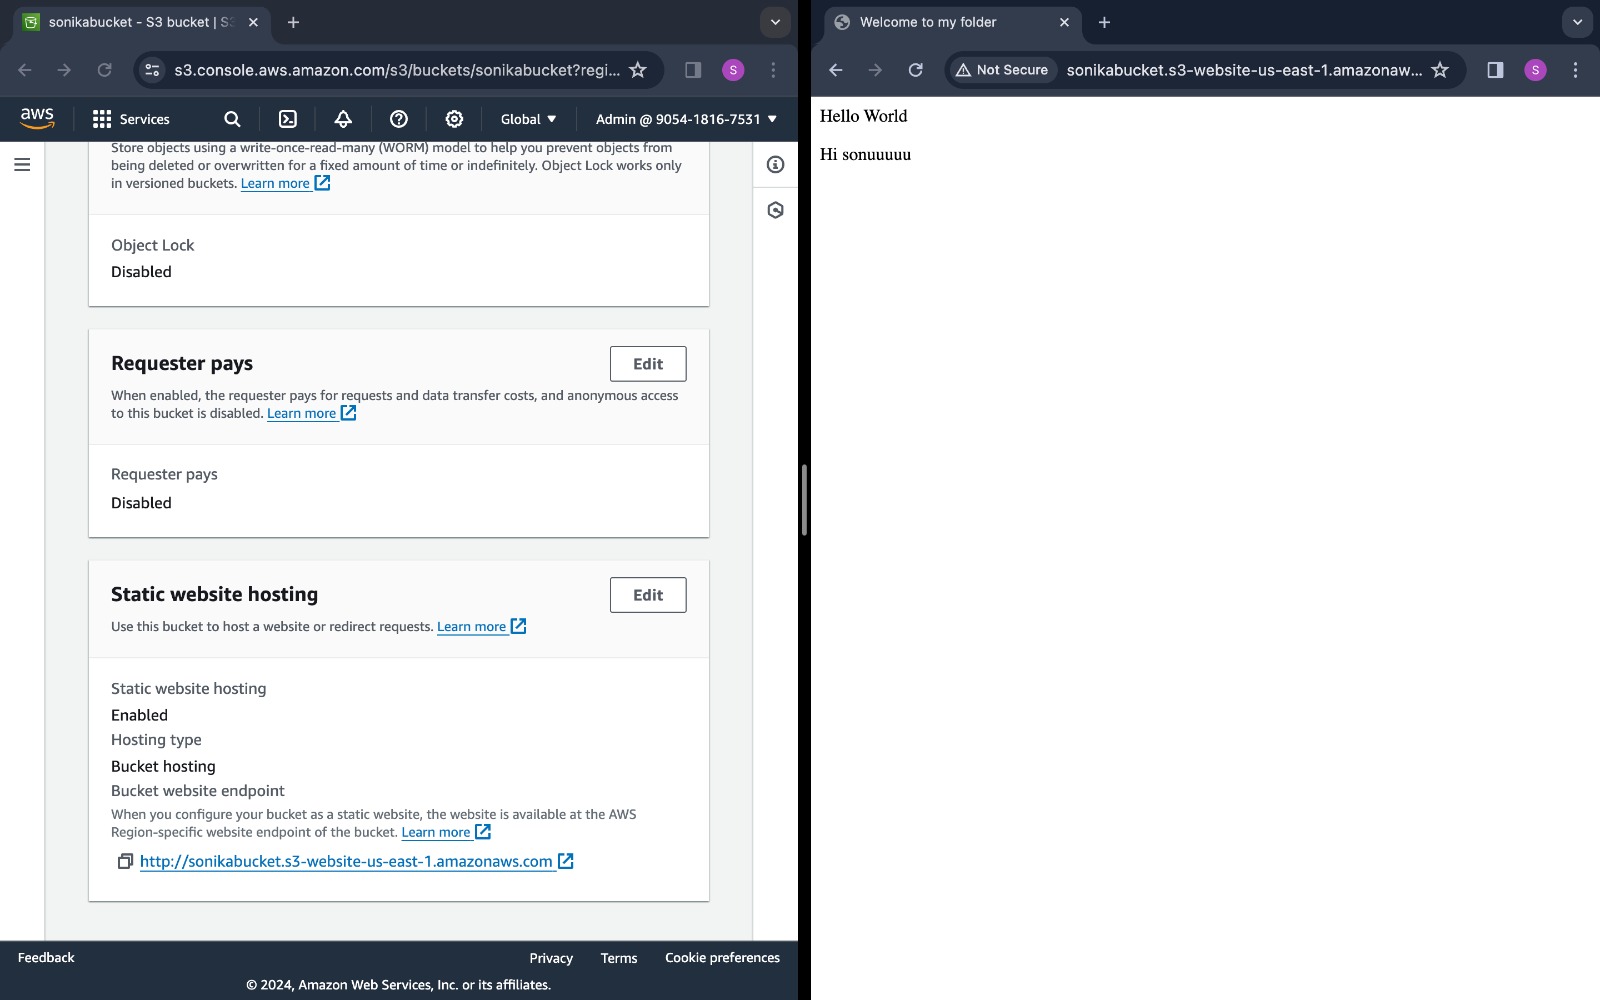 sonikabucket - S3 bucket | S3
s3.console.aws.amazon.com/s3/buckets/sonikabucket?regi...
S
aws
Services
Global
Admin @ 9054-1816-7531
Store objects using a write-once-read-many (WORM) model to help you prevent objects from
being deleted or overwritten for a fixed amount of time or indefinitely. Object Lock works only
in versioned buckets. Learn more
Object Lock
Disabled
Requester pays
Edit
When enabled, the requester pays for requests and data transfer costs, and anonymous access
to this bucket is disabled. Learn more
Requester pays
Disabled
Static website hosting
Edit
Use this bucket to host a website or redirect requests. Learn more
Static website hosting
Enabled
Hosting type
Bucket hosting
Bucket website endpoint
When you configure your bucket as a static website, the website is available at the AWS
Region-specific website endpoint of the bucket. Learn more
http://sonikabucket.s3-website-us-east-1.amazonaws.com
Feedback
Privacy
Terms
Cookie preferences
© 2024, Amazon Web Services, Inc. or its affiliates.
Welcome to my folder
Not Secure
sonikabucket.s3-website-us-east-1.amazonaw...
S
Hello World
Hi sonuuuuu